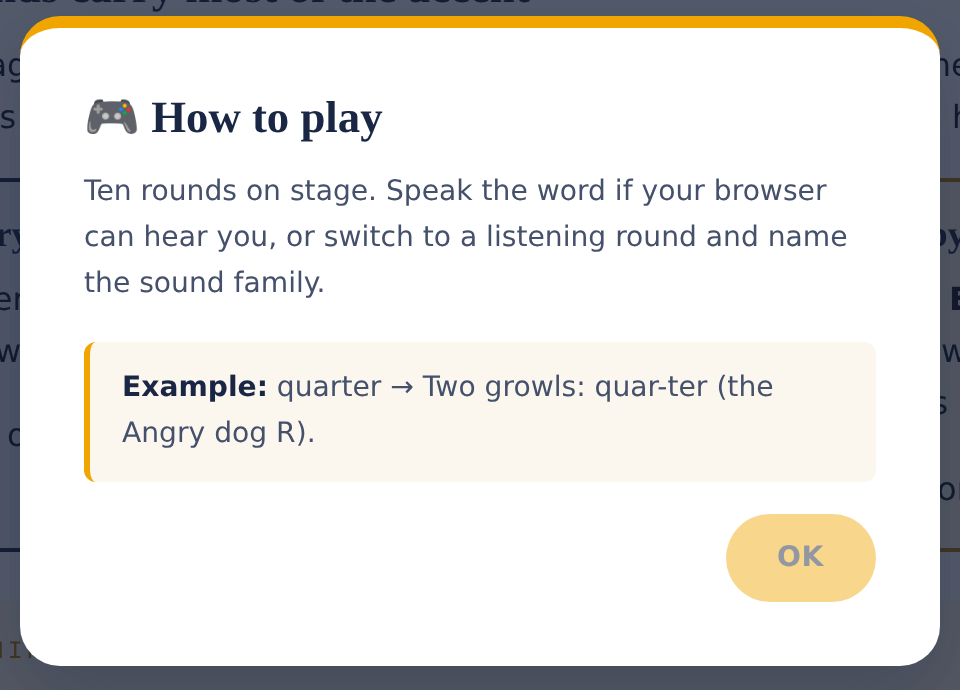 How to play
Ten rounds on stage. Speak the word if your browser
can hear you, or switch to a listening round and name
the sound family.
Example: quarter → Two growls: quar-ter (the
Angry dog R).
OK